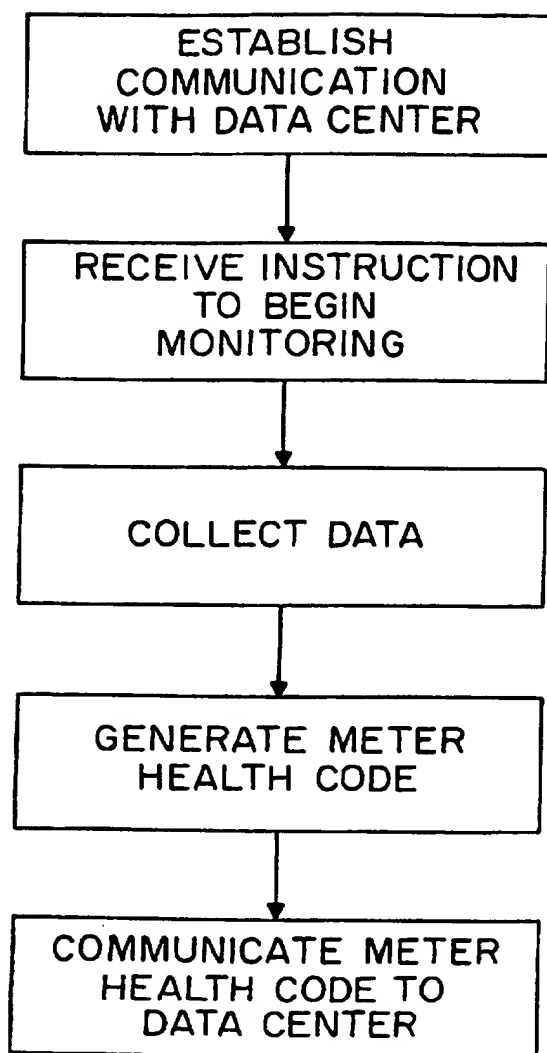 ESTABLISH
COMMUNICATION
WITH DATA CENTER
RECEIVE INSTRUCTION
TO BEGIN
MONITORING
COLLECT DATA
GENERATE METER
HEALTH CODE
COMMUNICATE METER
HEALTH CODE TO
DATA CENTER